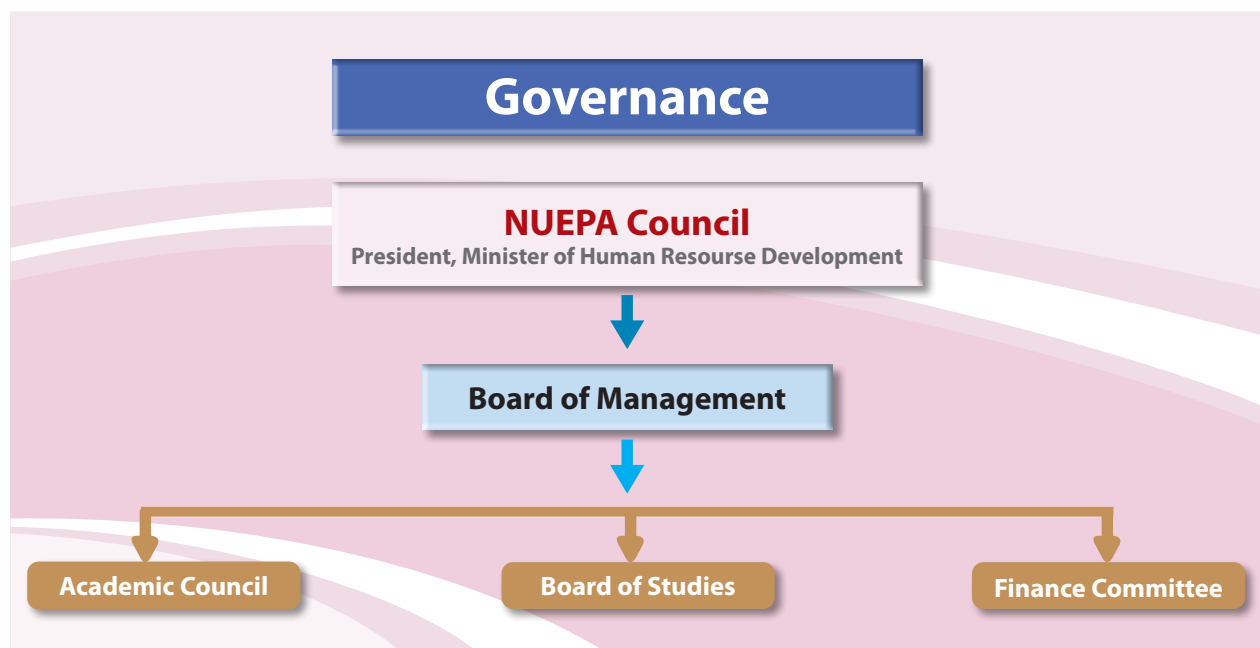 Governance
NUEPA Council
President, Minister of Human Resourse Development
Board of Management
Academic Council
Board of Studies
Finance Committee